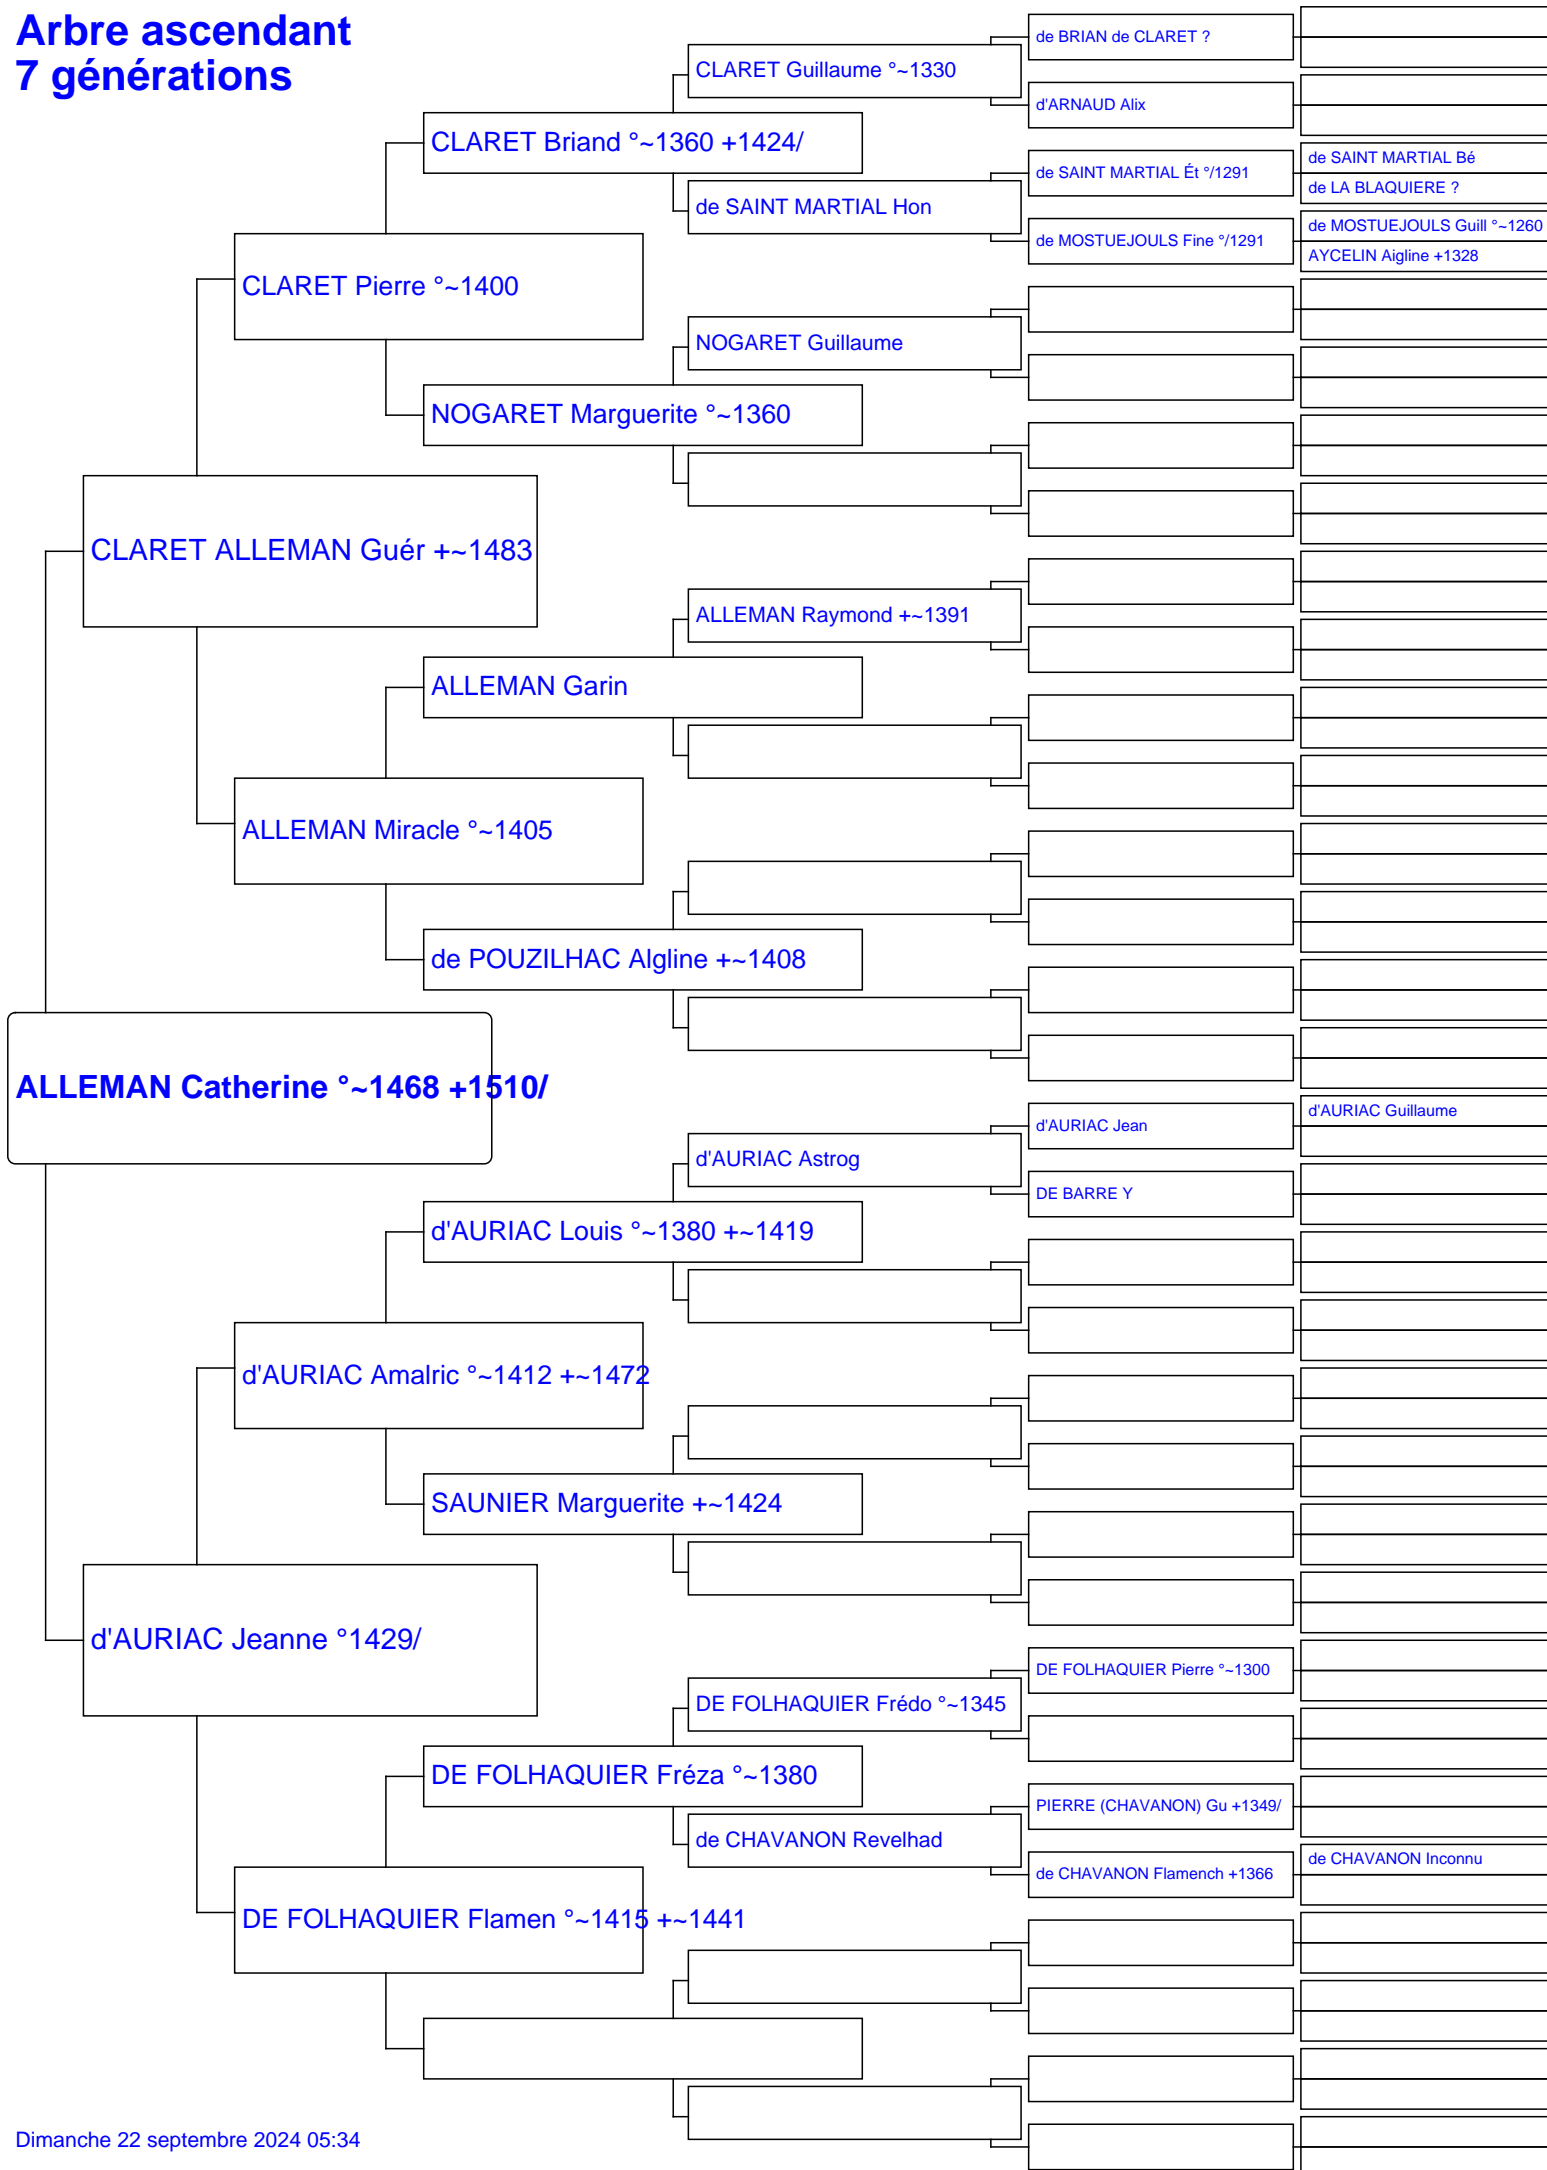 Arbre ascendant
7 générations
de BRIAN de CLARET ?
CLARET Guillaume °~1330
d'ARNAUD Alix
CLARET Briand °~1360 +1424/
de SAINT MARTIAL Bé
de SAINT MARTIAL Ét °/1291
de LA BLAQUIERE ?
de SAINT MARTIAL Hon
de MOSTUEJOULS Guill °~1260
de MOSTUEJOULS Fine °/1291
AYCELIN Aigline +1328
CLARET Pierre °~1400
NOGARET Guillaume
NOGARET Marguerite °~1360
CLARET ALLEMAN Guér +~1483
ALLEMAN Raymond +~1391
ALLEMAN Garin
ALLEMAN Miracle °~1405
de POUZILHAC Algline +~1408
ALLEMAN Catherine °~1468 +1510/
d'AURIAC Guillaume
d'AURIAC Jean
d'AURIAC Astrog
DE BARRE Y
d'AURIAC Louis °~1380 +~1419
d'AURIAC Amalric °~1412 +~1472
SAUNIER Marguerite +~1424
d'AURIAC Jeanne °1429/
DE FOLHAQUIER Pierre °~1300
DE FOLHAQUIER Frédo °~1345
DE FOLHAQUIER Fréza °~1380
PIERRE (CHAVANON) Gu +1349/
de CHAVANON Revelhad
de CHAVANON Inconnu
de CHAVANON Flamench +1366
DE FOLHAQUIER Flamen °~1415 +~1441
Dimanche 22 septembre 2024 05:34